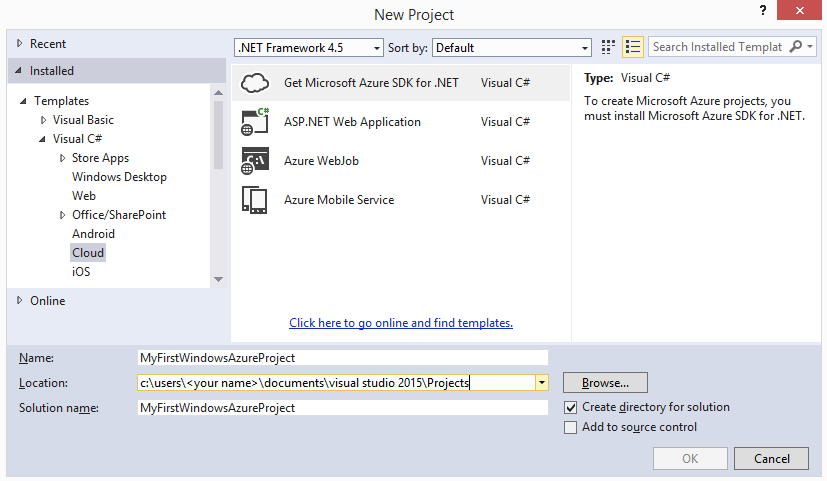 New Project
?
Recent
Installed
Templates
Visual Basic
Visual C#
Store Apps
Windows Desktop
Web
Office/SharePoint
Android
Cloud
iOS
Online
.NET Framework 4.5
Sort by: Default
Search Installed Templat
Get Microsoft Azure SDK for .NET Visual C#
C#
ASP.NET Web Application Visual C#
C:\
Azure WebJob Visual C#
Azure Mobile Service Visual C#
Click here to go online and find templates.
Type: Visual C#
To create Microsoft Azure projects, you
must install Microsoft Azure SDK for .NET.
Name: MyFirstWindowsAzureProject
Location: c:\users\<your name>\documents\visual studio 2015\Projects
Browse...
Solution name: MyFirstWindowsAzureProject
Create directory for solution
Add to source control
OK Cancel